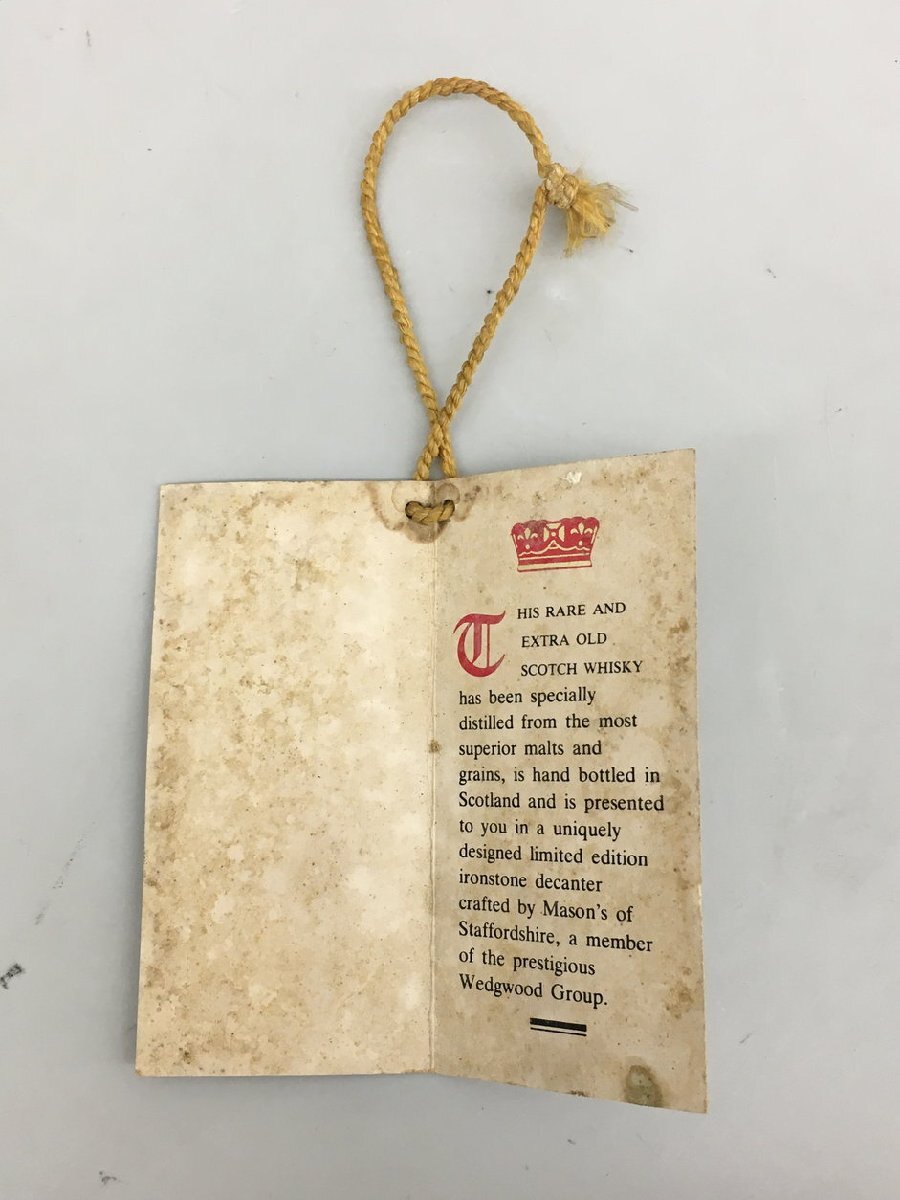 THIS RARE AND
EXTRA OLD
SCOTCH WHISKY
has been specially
distilled from the most
superior malts and
grains, is hand bottled in
Scotland and is presented
to you in a uniquely
designed limited edition
ironstone decanter
crafted by Mason's of
Staffordshire, a member
of the prestigious
Wedgwood Group.